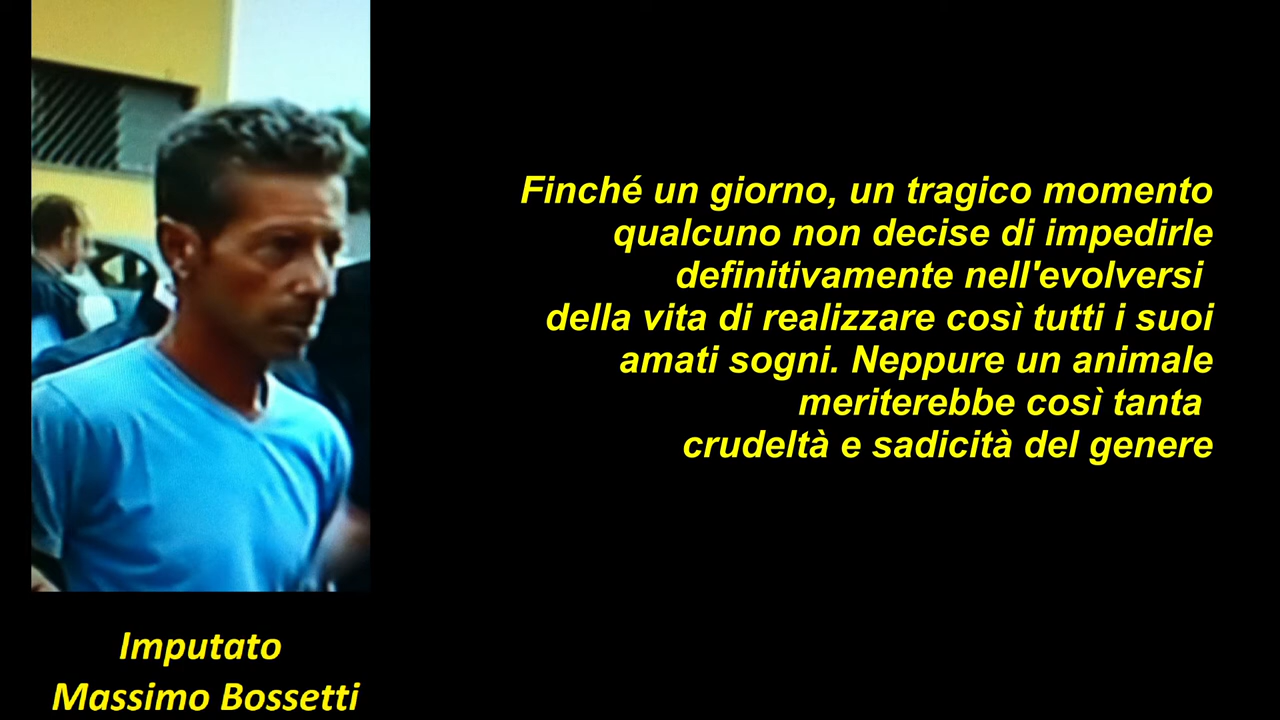 Finché un giorno, un tragico momento
qualcuno non decise di impedirle
definitivamente nell'evolversi
della vita di realizzare così tutti i suoi
amati sogni. Neppure un animale
meriterebbe così tanta
crudeltà e sadicità del genere
Imputato
Massimo Bossetti